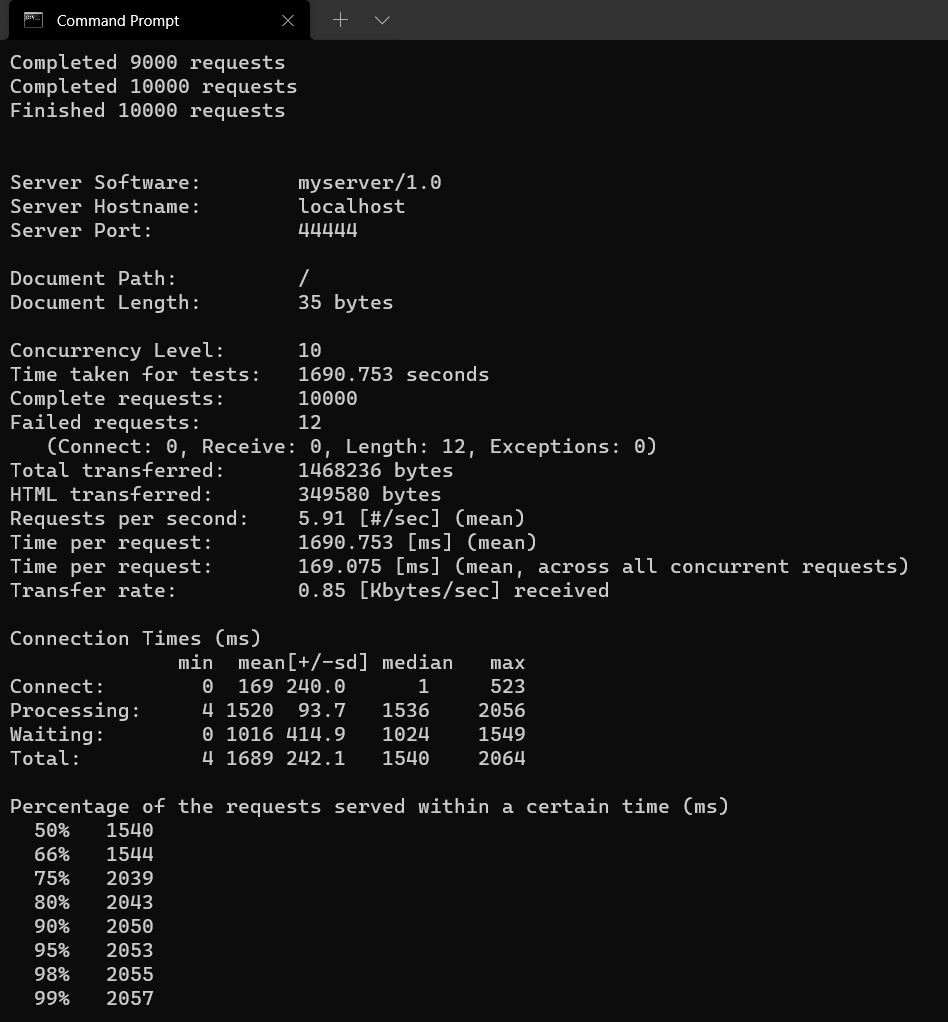 Command Prompt
Completed 9000 requests
Completed 10000 requests
Finished 10000 requests
Server Software:        myserver/1.0
Server Hostname:        localhost
Server Port:            44444
Document Path:          /
Document Length:        35 bytes
Concurrency Level:      10
Time taken for tests:   1690.753 seconds
Complete requests:      10000
Failed requests:        12
   (Connect: 0, Receive: 0, Length: 12, Exceptions: 0)
Total transferred:      1468236 bytes
HTML transferred:       349580 bytes
Requests per second:    5.91 [#/sec] (mean)
Time per request:       1690.753 [ms] (mean)
Time per request:       169.075 [ms] (mean, across all concurrent requests)
Transfer rate:          0.85 [Kbytes/sec] received
Connection Times (ms)
              min  mean[+/-sd] median   max
Connect:        0  169 240.0      1     523
Processing:     4 1520  93.7   1536    2056
Waiting:        0 1016 414.9   1024    1549
Total:          4 1689 242.1   1540    2064
Percentage of the requests served within a certain time (ms)
  50%   1540
  66%   1544
  75%   2039
  80%   2043
  90%   2050
  95%   2053
  98%   2055
  99%   2057